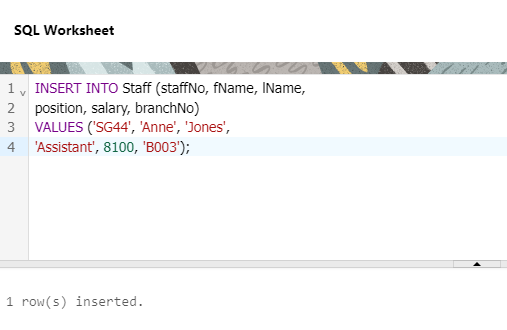 SQL Worksheet
1 INSERT INTO Staff (staffNo, fName, lName,
2 position, salary, branchNo)
3 VALUES ('SG44', 'Anne', 'Jones',
4 'Assistant', 8100, 'B003');
1 row(s) inserted.